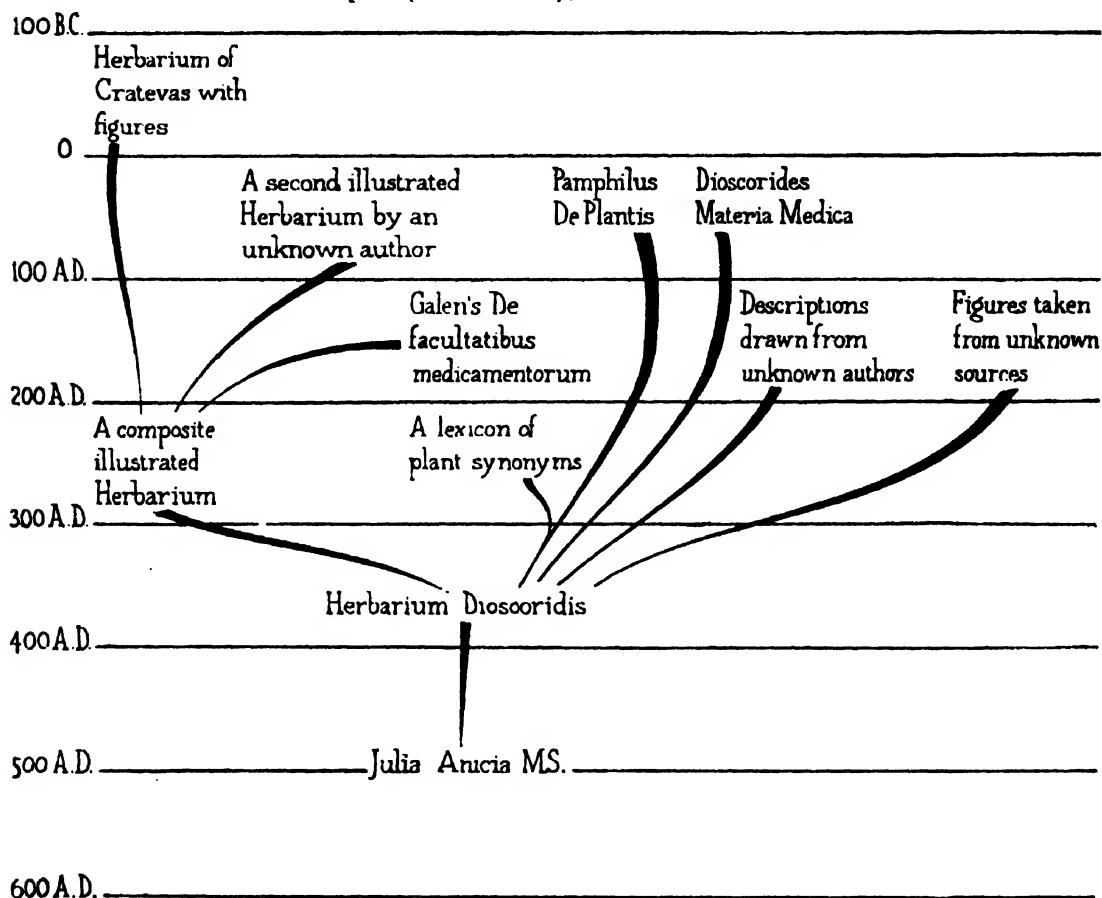 100 B.C.
Herbarium of
Cratevas with
figures
0
A second illustrated
Herbarium by an
unknown author
Pamphilus
De Plantis
Dioscorides
Materia Medica
100 A.D.
Galen's De
facultatibus
medicamentorum
Descriptions
drawn from
unknown authors
Figures taken
from unknown
sources
200 A.D.
A composite
illustrated
Herbarium
A lexicon of
plant synonyms
300 A.D.
Herbarium Dioscoridis
400 A.D.
500 A.D. Julia Anicia M.S.
600 A.D.